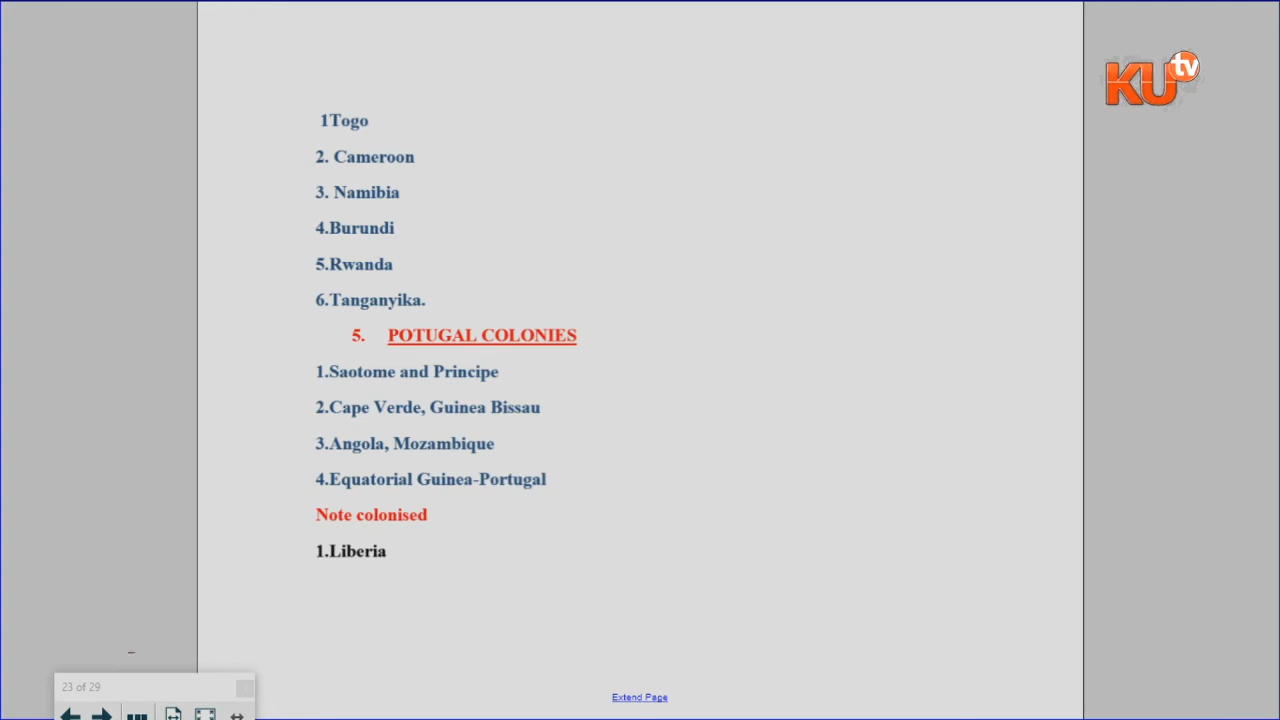 KU tv
1Togo
2. Cameroon
3. Namibia
4.Burundi
5.Rwanda
6.Tanganyika.
5. POTUGAL COLONIES
1.Saotome and Principe
2.Cape Verde, Guinea Bissau
3.Angola, Mozambique
4.Equatorial Guinea-Portugal
Note colonised
1.Liberia
23 of 29
Extend Page